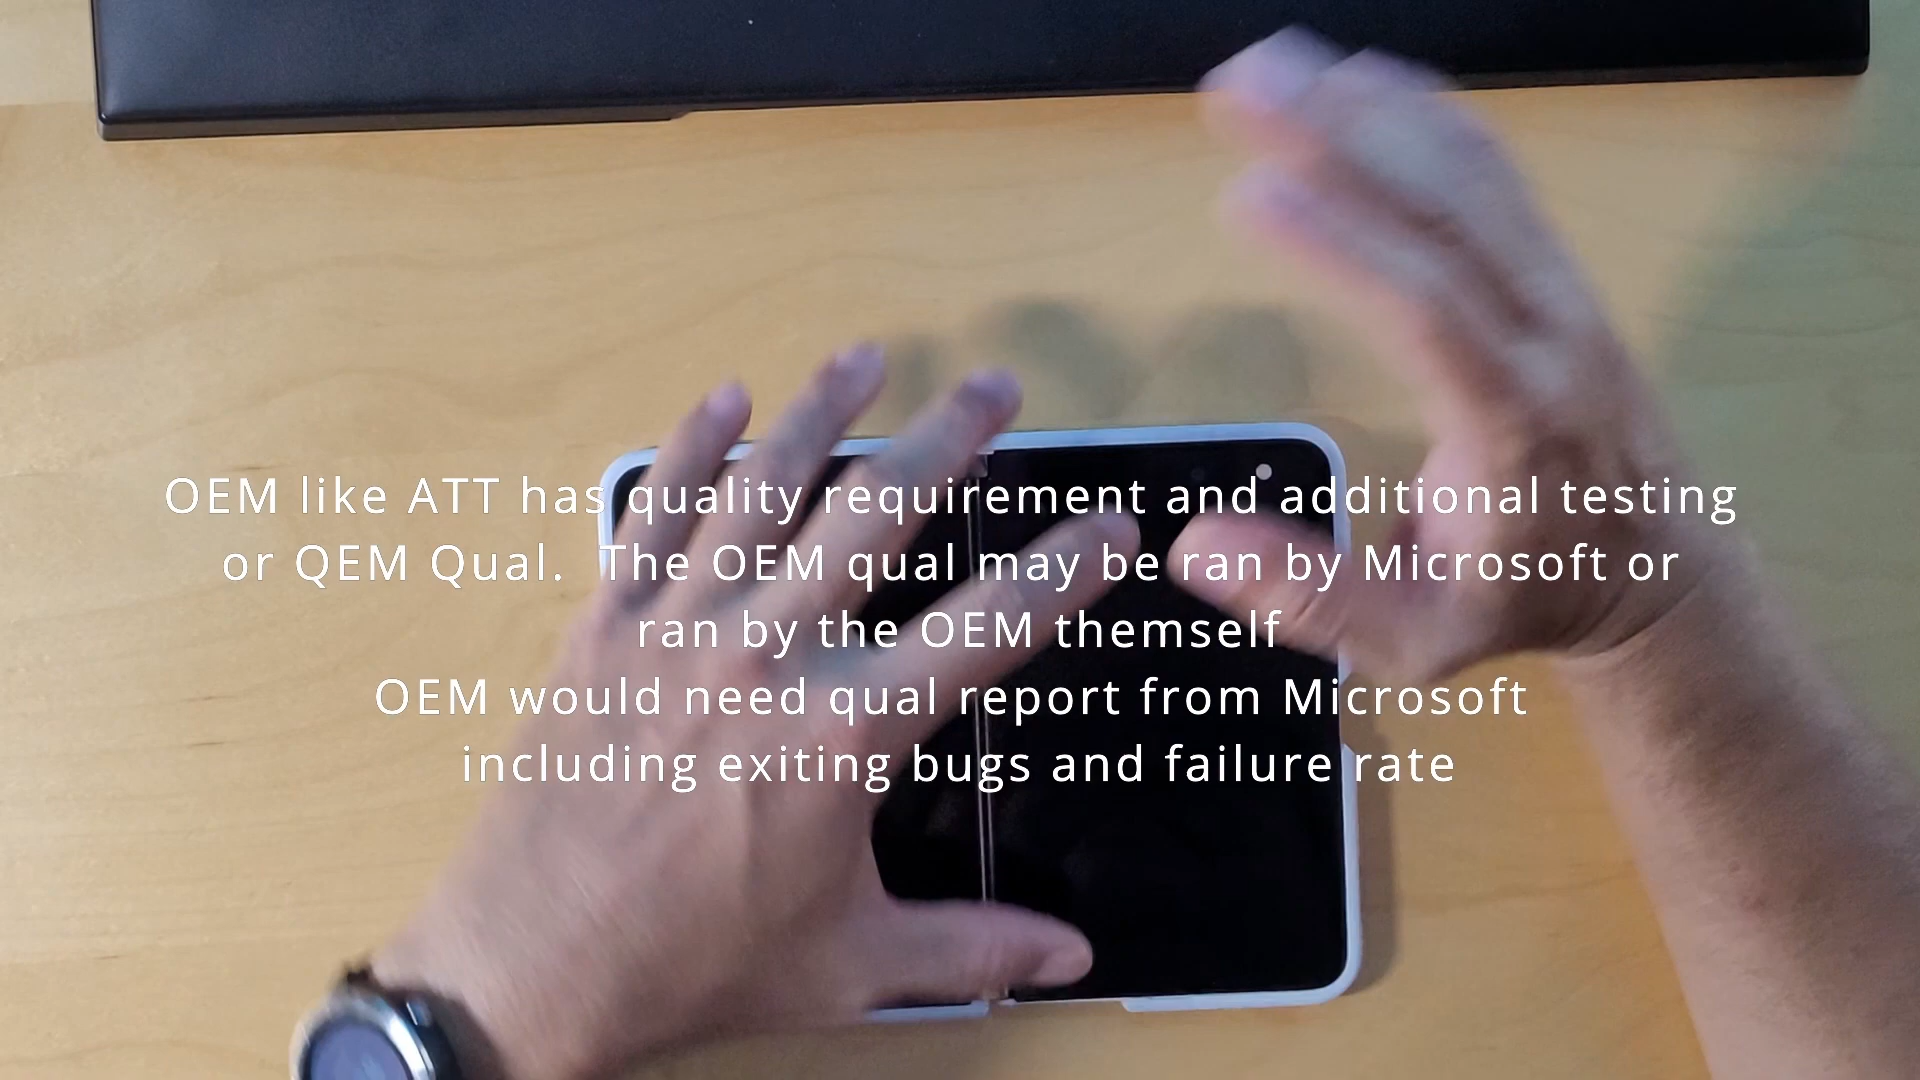 OEM like ATT has quality requirement and additional testing
or QEM Qual. The OEM qual may be ran by Microsoft or
ran by the OEM themself
OEM would need qual report from Microsoft
including exiting bugs and failure rate